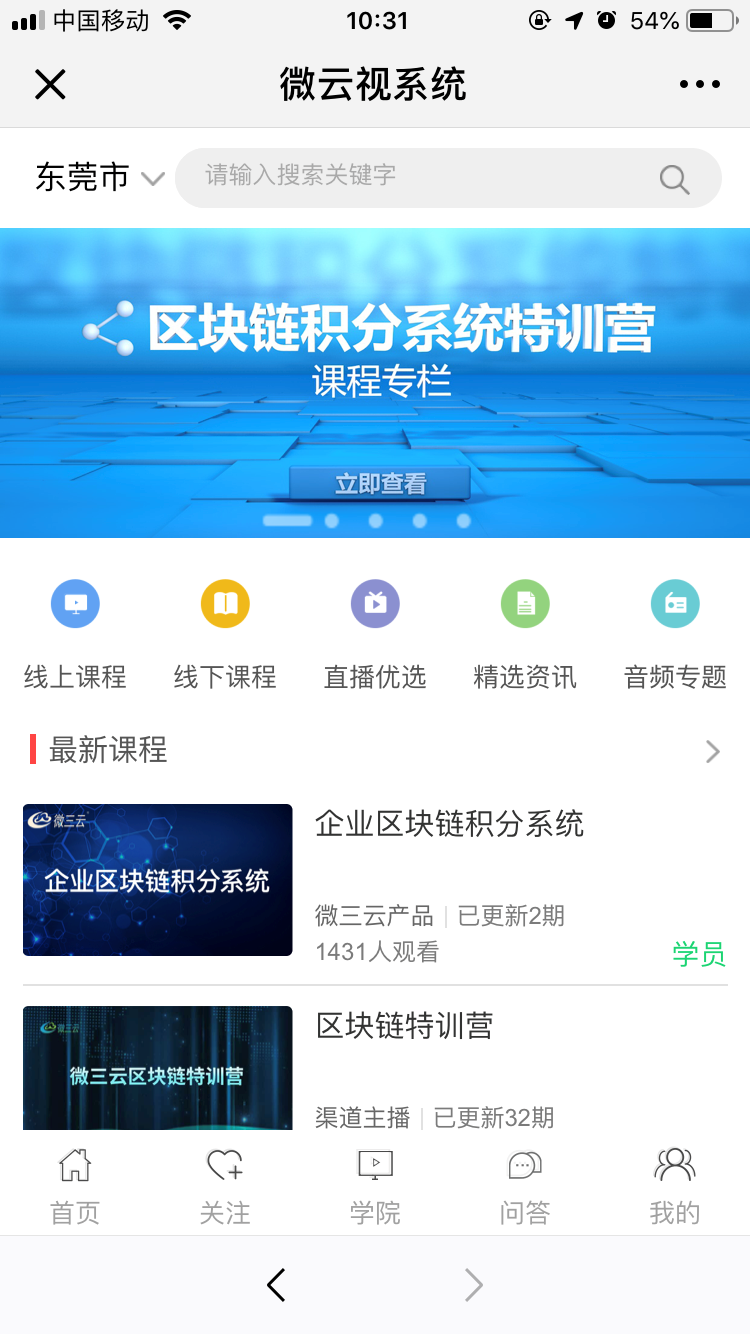 中国移动 10:31 54%
微云视系统
东莞市 请输入搜索关键字
区块链积分系统特训营
课程专栏
立即查看
线上课程 线下课程 直播优选 精选资讯 音频专题
最新课程
微三云
企业区块链积分系统
企业区块链积分系统
微三云产品 | 已更新2期
1431人观看
学员
微三云
微三云区块链特训营
区块链特训营
渠道主播 | 已更新32期
首页 关注 学院 问答 我的